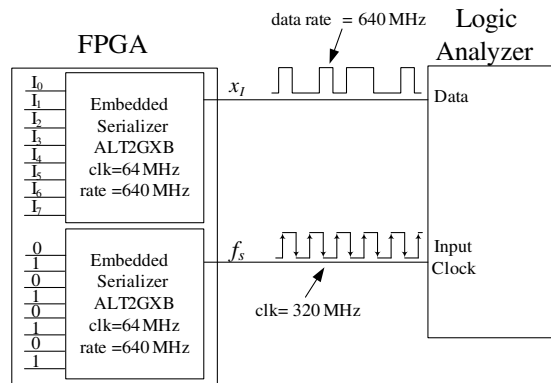 data rate = 640 MHz
Logic
Analyzer
FPGA
I0
I1
I2
I3
I4
I5
I6
I7
Embedded
Serializer
ALT2GXB
clk=64 MHz
rate =640 MHz
xI
Data
0
1
0
1
0
1
0
1
Embedded
Serializer
ALT2GXB
clk=64 MHz
rate =640 MHz
fs
Input
Clock
clk= 320 MHz